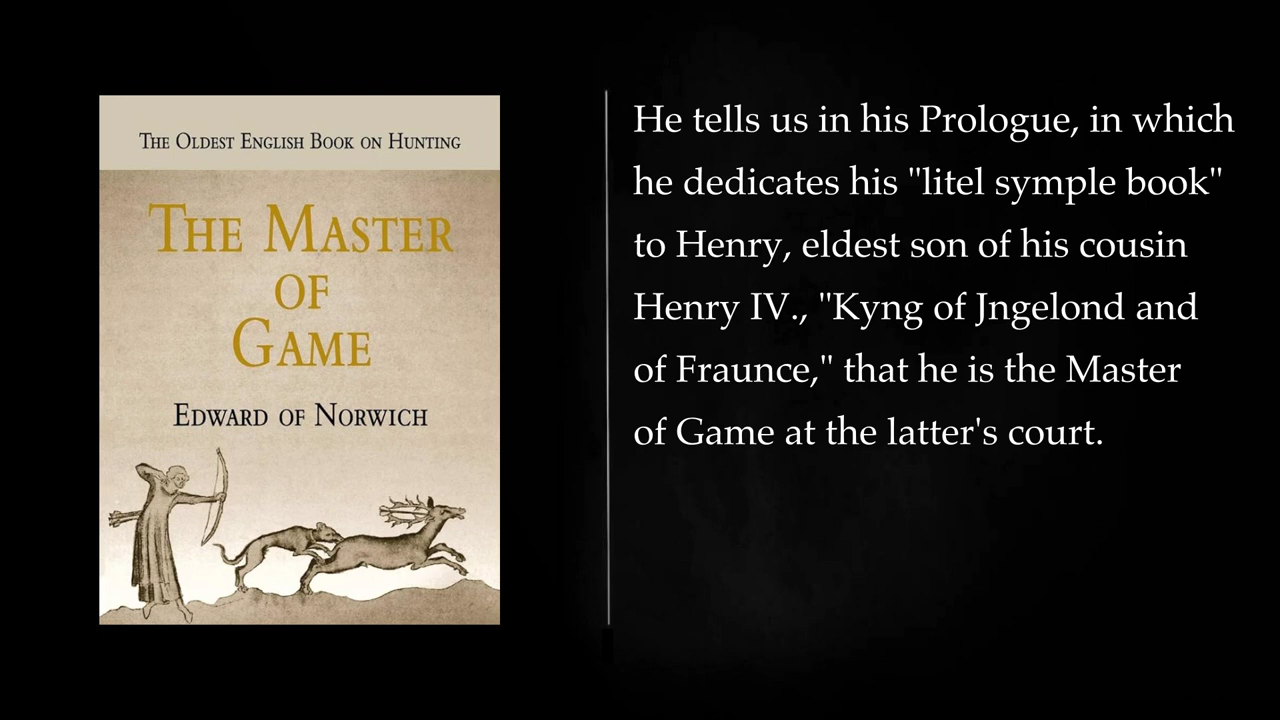 The Oldest English Book on Hunting
The Master
of
Game
Edward of Norwich
He tells us in his Prologue, in which
he dedicates his "litel symple book"
to Henry, eldest son of his cousin
Henry IV., "Kyng of Jngelond and
of Fraunce," that he is the Master
of Game at the latter's court.